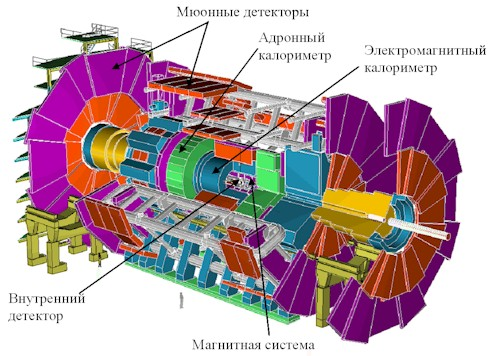 Мюонные детекторы
Адронный
калориметр
Электромагнитный
калориметр
Внутренний
детектор
Магнитная система